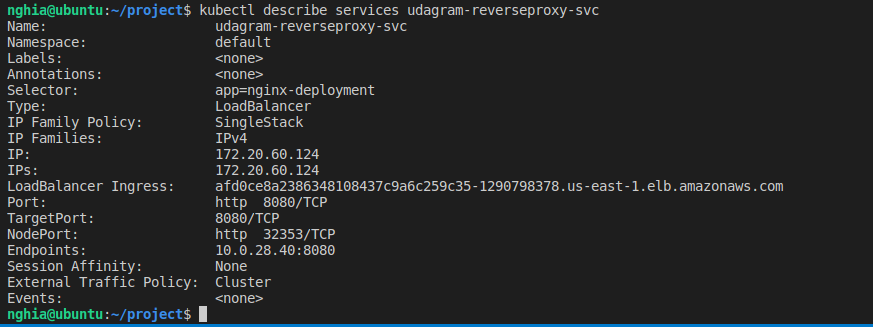 nghia@ubuntu:~/project$ kubectl describe services udagram-reverseproxy-svc
Name:                     udagram-reverseproxy-svc
Namespace:                default
Labels:                   <none>
Annotations:              <none>
Selector:                 app=nginx-deployment
Type:                     LoadBalancer
IP Family Policy:         SingleStack
IP Families:              IPv4
IP:                       172.20.60.124
IPs:                      172.20.60.124
LoadBalancer Ingress:     afd0ce8a2386348108437c9a6c259c35-1290798378.us-east-1.elb.amazonaws.com
Port:                     http  8080/TCP
TargetPort:               8080/TCP
NodePort:                 http  32353/TCP
Endpoints:                10.0.28.40:8080
Session Affinity:         None
External Traffic Policy:  Cluster
Events:                   <none>
nghia@ubuntu:~/project$